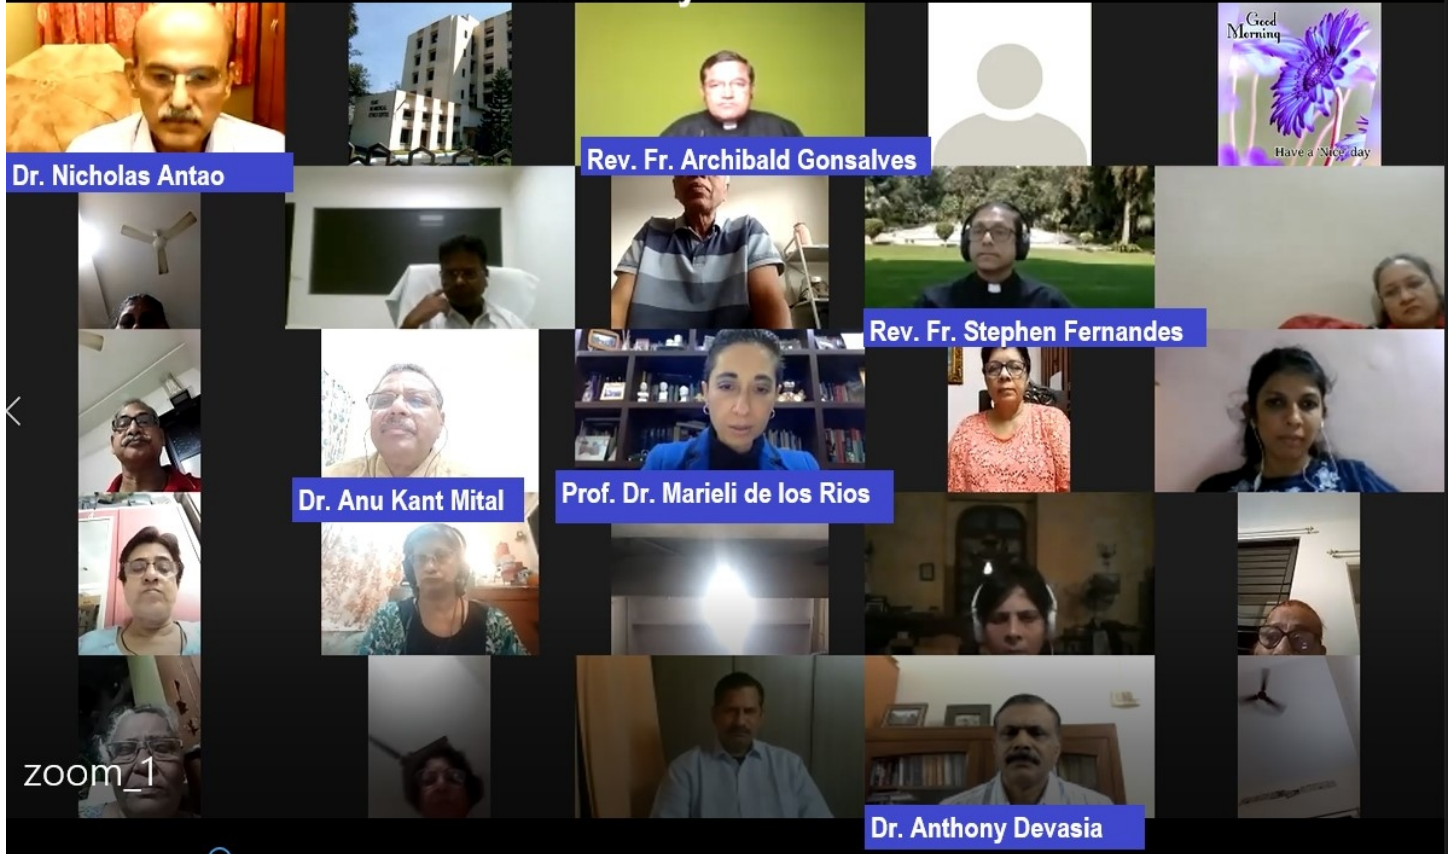 Good
Morning
Have a 'Nice' day
Dr. Nicholas Antao
Rev. Fr. Archibald Gonsalves
Rev. Fr. Stephen Fernandes
Dr. Anu Kant Mital
Prof. Dr. Marieli de los Rios
zoom_1
Dr. Anthony Devasia